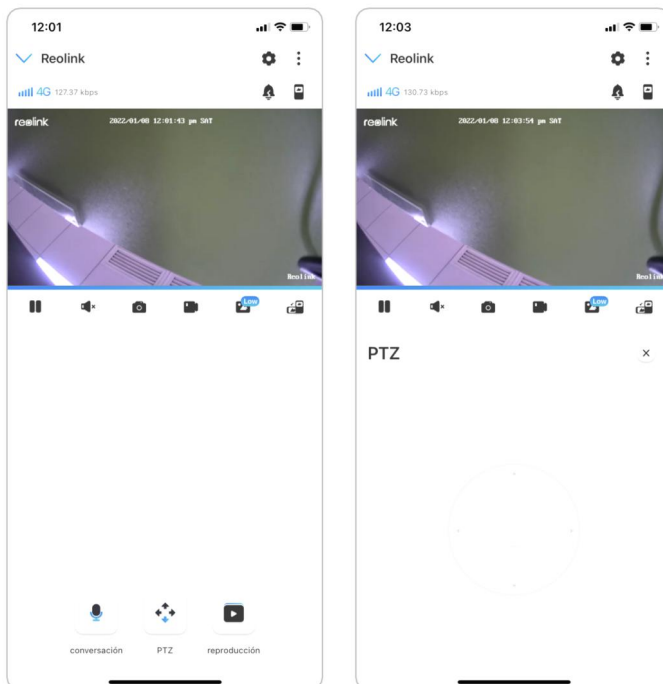 12:01
Reolink
4G 127.37 kbps
reolink
2022/01/08 12:01:43 pm SAT
Reolink
Low
conversación
PTZ
reproducción
12:03
Reolink
4G 130.73 kbps
reolink
2022/01/08 12:03:54 pm SAT
Reolink
Low
PTZ